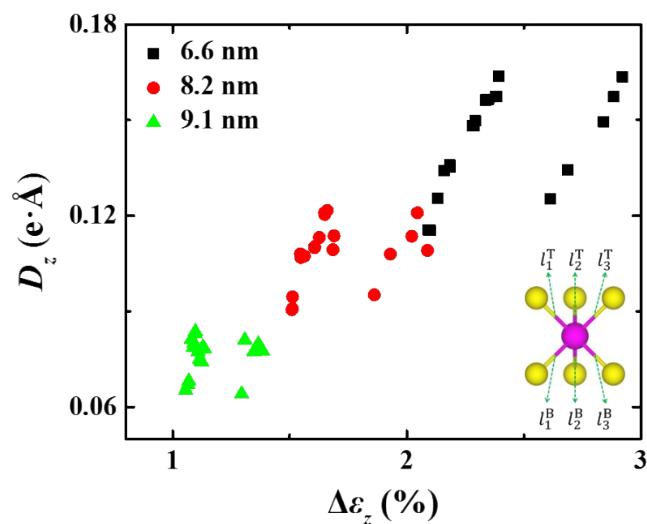 0.18
0.12
0.06
D_z (e·Å)
6.6 nm
8.2 nm
9.1 nm
l_1^T l_2^T l_3^T
l_1^B l_2^B l_3^B
1 2 3
Δε_z (%)